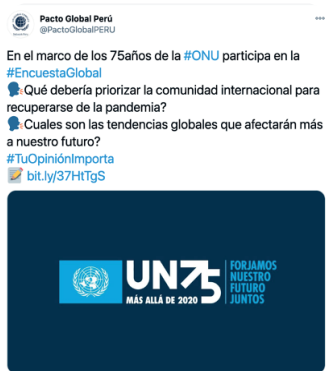 Pacto Global Perú
@PactoGlobalPERU
En el marco de los 75años de la #ONU participa en la
#EncuestaGlobal
Qué debería priorizar la comunidad internacional para
recuperarse de la pandemia?
Cuales son las tendencias globales que afectarán más
a nuestro futuro?
#TuOpiniónImporta
bit.ly/37HtTgS
UN75
MÁS ALLÁ DE 2020
FORJAMOS
NUESTRO
FUTURO
JUNTOS